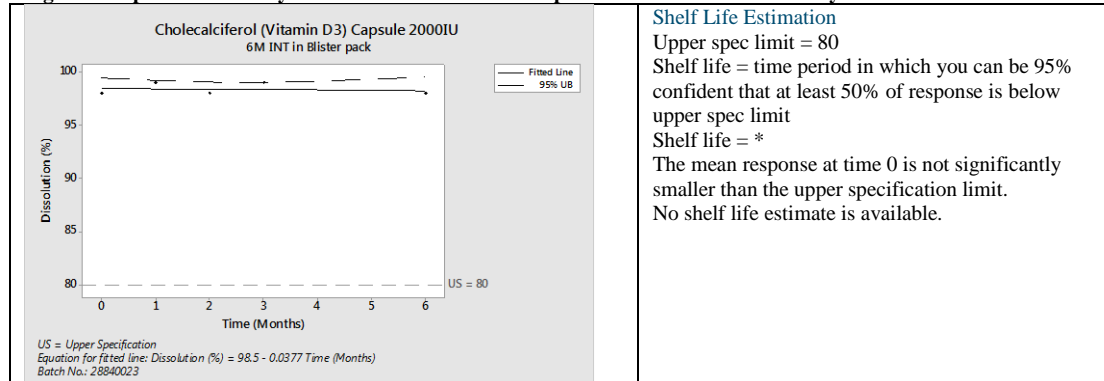 Cholecalciferol (Vitamin D3) Capsule 2000IU
6M INT in Blister pack
100
95
90
85
80
Dissolution (%)
Fitted Line
95% UB
US = 80
0 1 2 3 4 5 6
Time (Months)
US = Upper Specification
Equation for fitted line: Dissolution (%) = 98.5 - 0.0377 Time (Months)
Batch No.: 28840023
Shelf Life Estimation
Upper spec limit = 80
Shelf life = time period in which you can be 95%
confident that at least 50% of response is below
upper spec limit
Shelf life = *
The mean response at time 0 is not significantly
smaller than the upper specification limit.
No shelf life estimate is available.